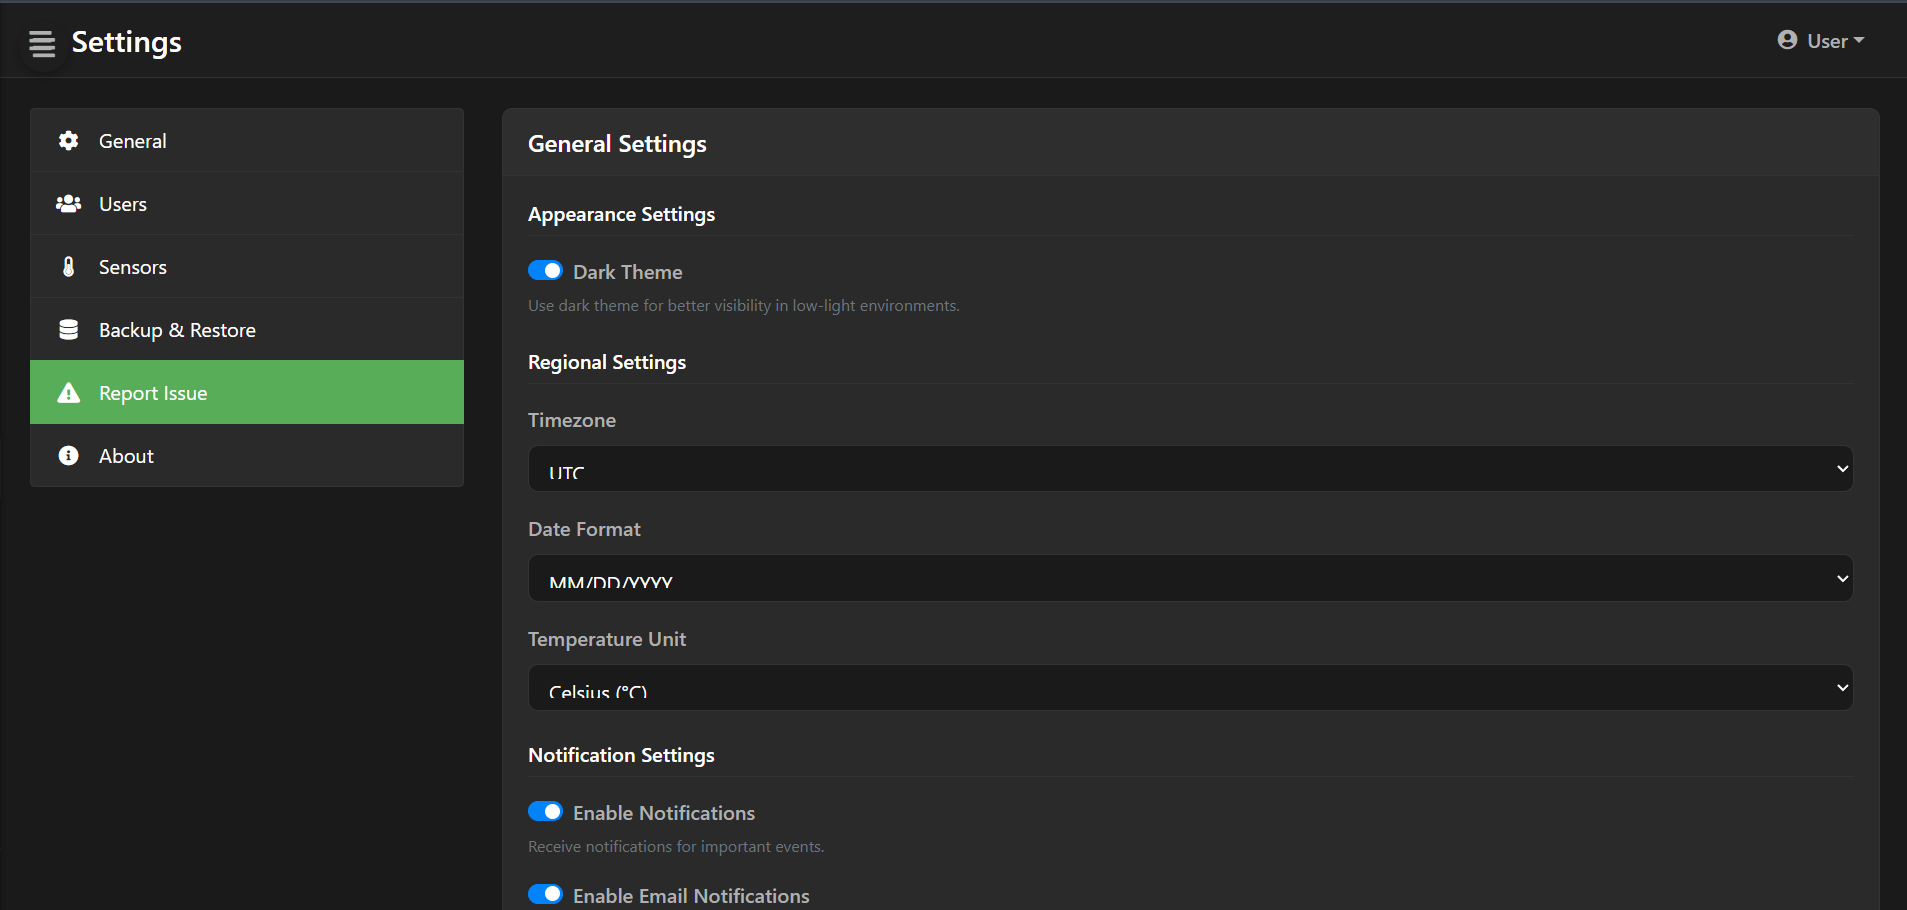 Settings
User
General
Users
Sensors
Backup & Restore
Report Issue
About
General Settings
Appearance Settings
Dark Theme
Use dark theme for better visibility in low-light environments.
Regional Settings
Timezone
UTC
Date Format
MM/DD/YYYY
Temperature Unit
Celsius (°C)
Notification Settings
Enable Notifications
Receive notifications for important events.
Enable Email Notifications